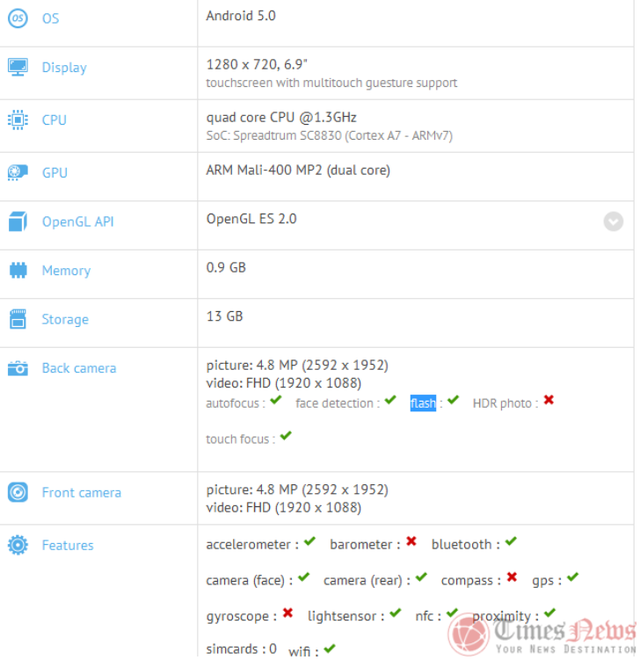 OS
Android 5.0
Display
1280 x 720, 6.9"
touchscreen with multitouch guesture support
CPU
quad core CPU @1.3GHz
SoC: Spreadtrum SC8830 (Cortex A7 - ARMv7)
GPU
ARM Mali-400 MP2 (dual core)
OpenGL API
OpenGL ES 2.0
Memory
0.9 GB
Storage
13 GB
Back camera
picture: 4.8 MP (2592 x 1952)
video: FHD (1920 x 1088)
autofocus : ✔ face detection : ✔ flash : ✔ HDR photo : ✖
touch focus : ✔
Front camera
picture: 4.8 MP (2592 x 1952)
video: FHD (1920 x 1088)
Features
accelerometer : ✔ barometer : ✖ bluetooth : ✔
camera (face) : ✔ camera (rear) : ✔ compass : ✖ gps : ✔
gyroscope : ✖ lightsensor : ✔ nfc : ✔ proximity : ✔
simcards : 0 wifi : ✔
TimesNews
YOUR NEWS DESTINATION